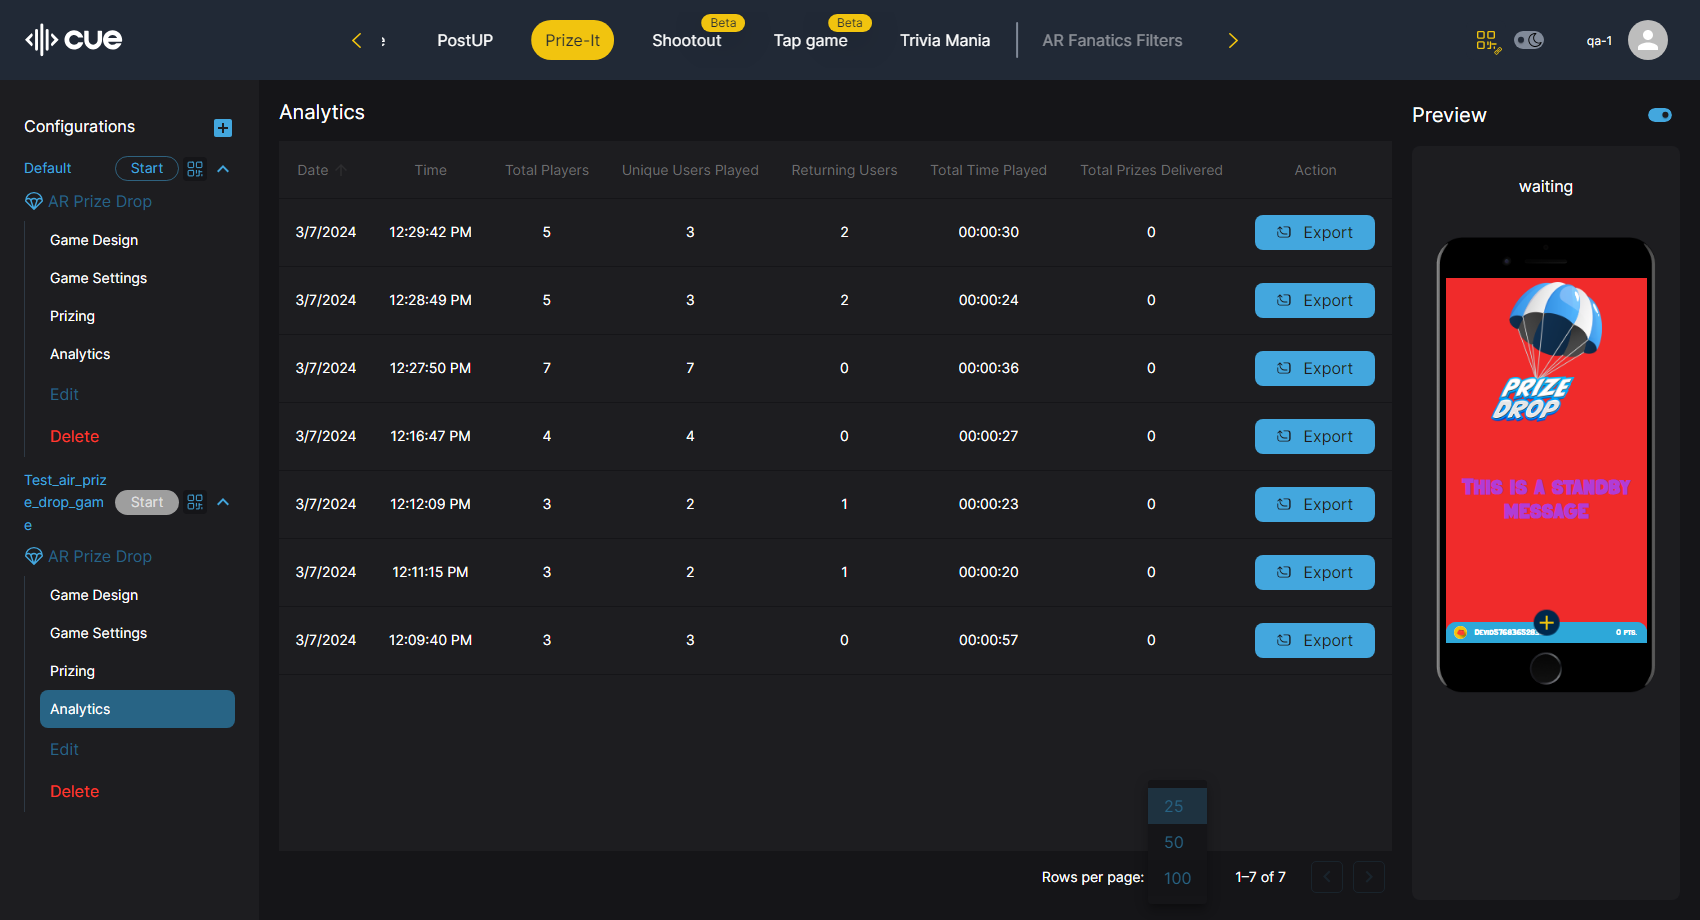 cue
PostUP
Prize-It
Shootout
Beta
Tap game
Beta
Trivia Mania
AR Fanatics Filters
qa-1
Configurations
Default
Start
AR Prize Drop
Game Design
Game Settings
Prizing
Analytics
Edit
Delete
Test_air_priz
e_drop_gam
e
Start
AR Prize Drop
Game Design
Game Settings
Prizing
Analytics
Edit
Delete
Analytics
Date Time Total Players Unique Users Played Returning Users Total Time Played Total Prizes Delivered Action
3/7/2024 12:29:42 PM 5 3 2 00:00:30 0 Export
3/7/2024 12:28:49 PM 5 3 2 00:00:24 0 Export
3/7/2024 12:27:50 PM 7 7 0 00:00:36 0 Export
3/7/2024 12:16:47 PM 4 4 0 00:00:27 0 Export
3/7/2024 12:12:09 PM 3 2 1 00:00:23 0 Export
3/7/2024 12:11:15 PM 3 2 1 00:00:20 0 Export
3/7/2024 12:09:40 PM 3 3 0 00:00:57 0 Export
25
50
100
Rows per page:
1–7 of 7
Preview
waiting
PRIZE
DROP
THIS IS A STANDBY
MESSAGE
0 PTS.